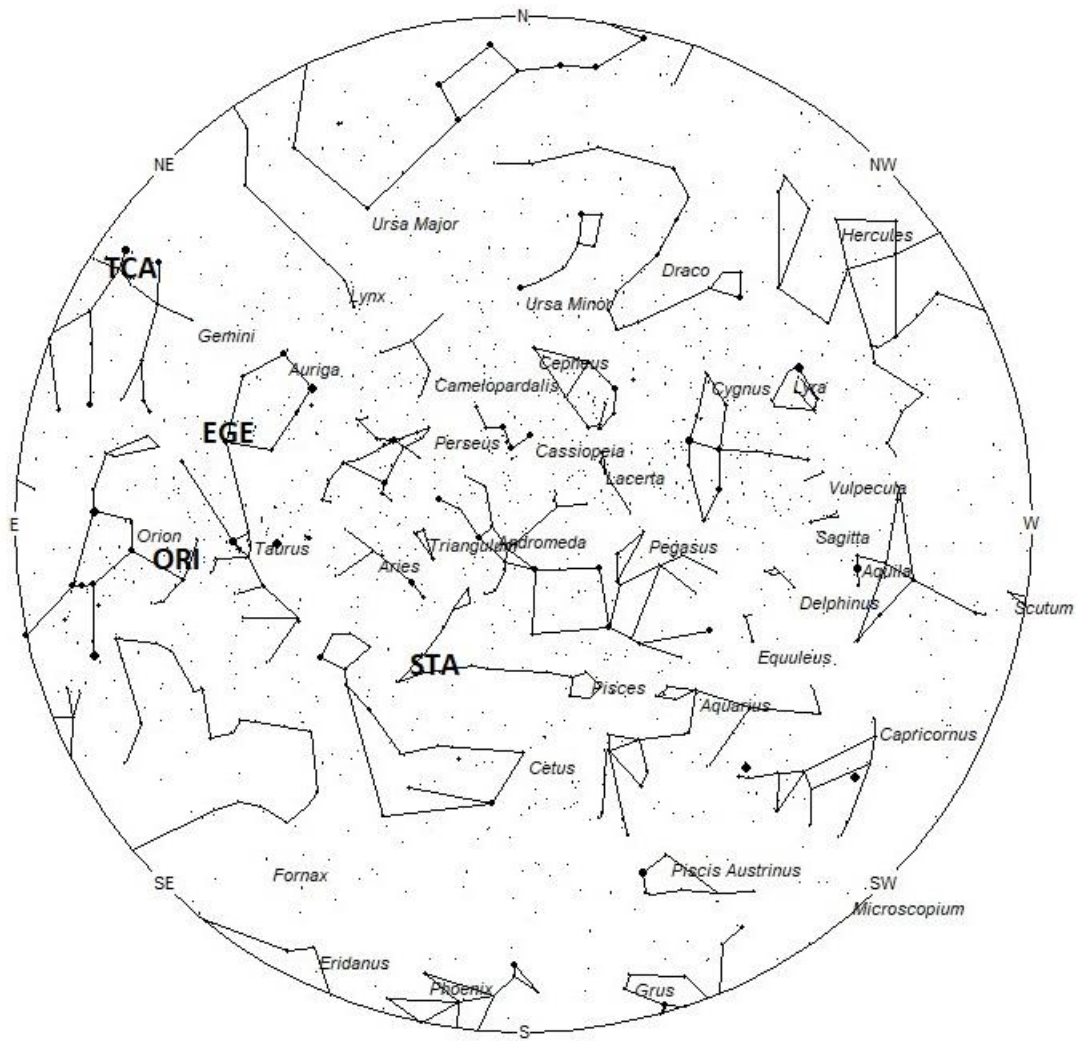 N
NE
NW
Ursa Major
Hercules
TCA
Draco
Lynx
Ursa Minor
Gemini
Auriga
Cepheus
Camelopardalis
Cygnus
Lyra
EGE
Perseus
Cassiopeia
Lacerta
Vulpecula
E
Orion
ORI
Taurus
Aries
Triangulum
Andromeda
Pegasus
Sagitta
W
Aquila
Delphinus
Scutum
STA
Equuleus
Pisces
Aquarius
Capricornus
Cetus
Fornax
Piscis Austrinus
SE
SW
Microscopium
Eridanus
Phoenix
Grus
S